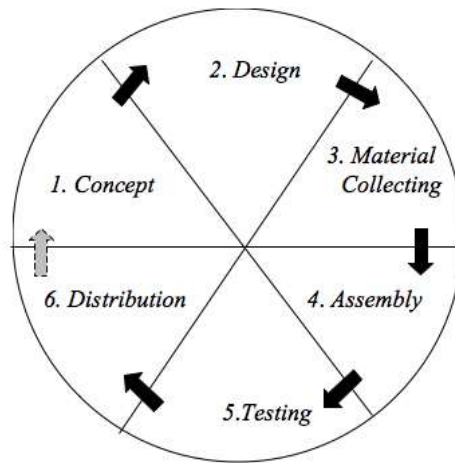 1. Concept
2. Design
3. Material
Collecting
4. Assembly
5.Testing
6. Distribution